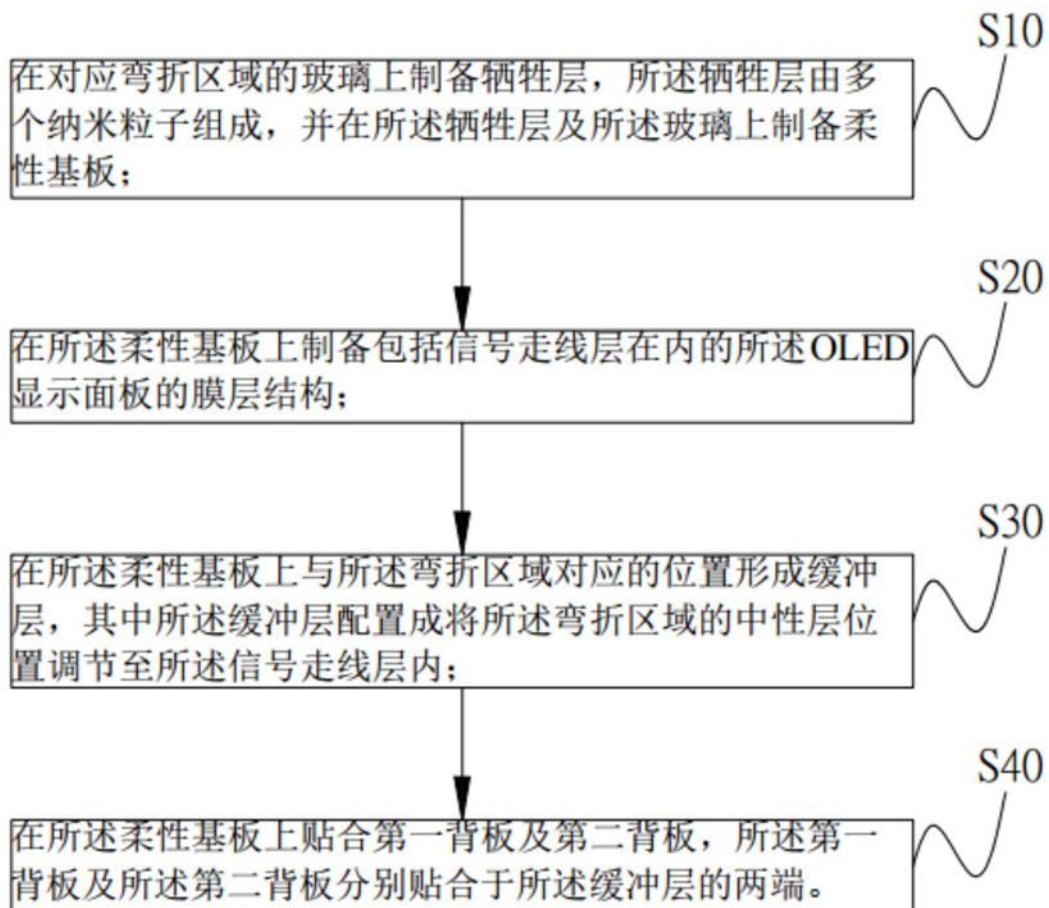 S10
在对应弯折区域的玻璃上制备牺牲层，所述牺牲层由多
个纳米粒子组成，并在所述牺牲层及所述玻璃上制备柔
性基板；
S20
在所述柔性基板上制备包括信号走线层在内的所述OLED
显示面板的膜层结构；
S30
在所述柔性基板上与所述弯折区域对应的位置形成缓冲
层，其中所述缓冲层配置成将所述弯折区域的中性层位
置调节至所述信号走线层内；
S40
在所述柔性基板上贴合第一背板及第二背板，所述第一
背板及所述第二背板分别贴合于所述缓冲层的两端。